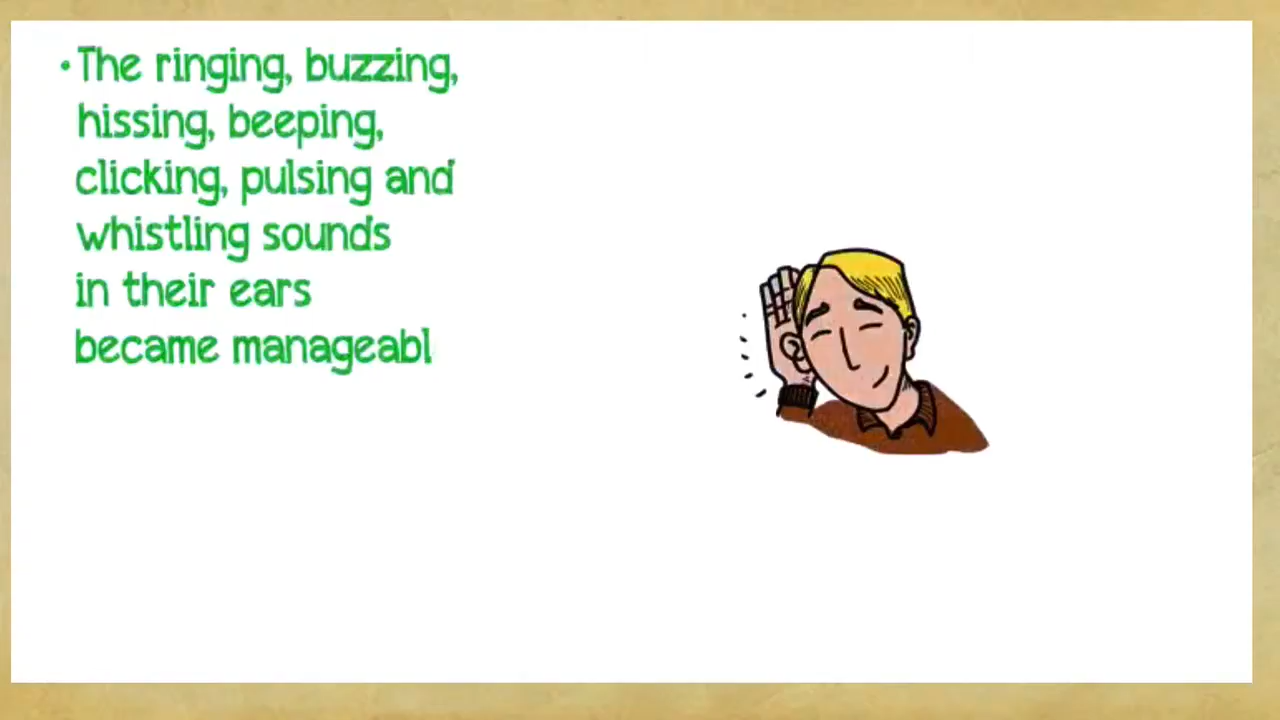 •The ringing, buzzing,
hissing, beeping,
clicking, pulsing and
whistling sounds
in their ears
became manageabl